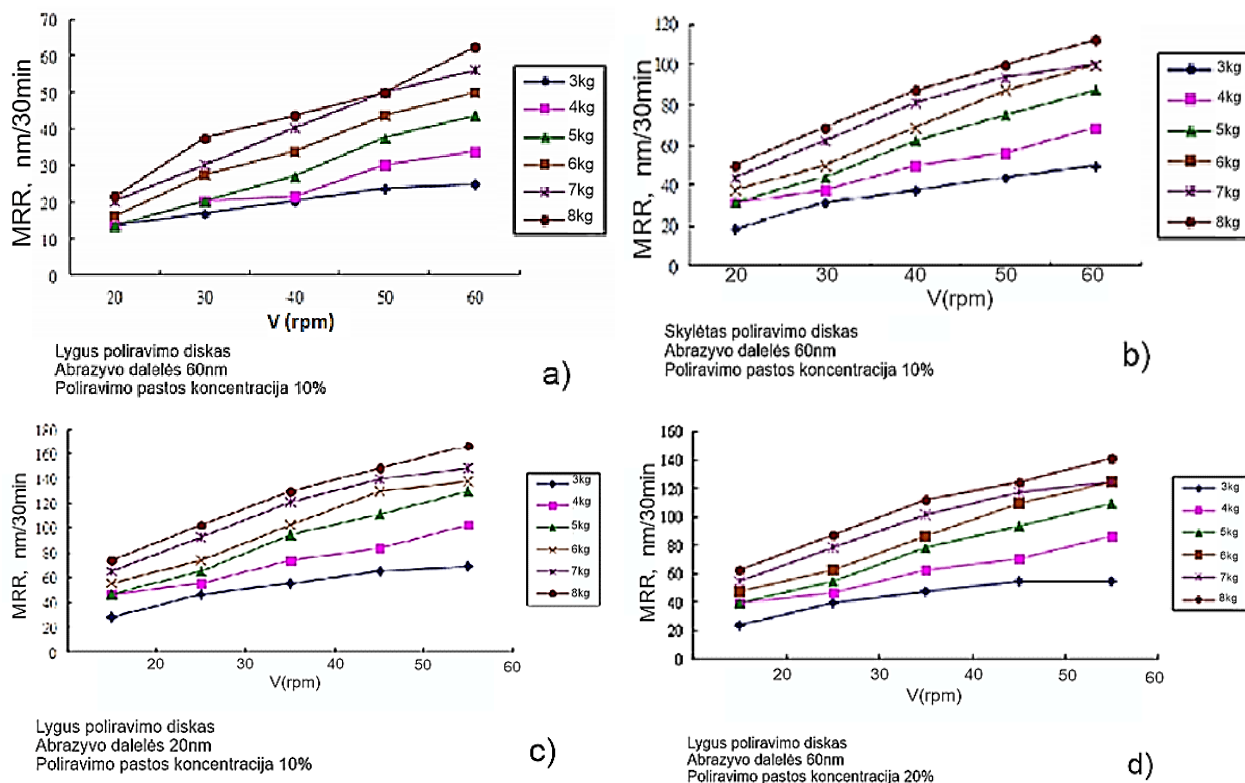 a)
MRR, nm/30min
70
60
50
40
30
20
10
0
20
30
40
50
60
V (rpm)
3kg
4kg
5kg
6kg
7kg
8kg
Lygus poliravimo diskas
Abrazyvo dalelės 60nm
Poliravimo pastos koncentracija 10%
b)
MRR, nm/30min
120
100
80
60
40
20
0
20
30
40
50
60
V(rpm)
3kg
4kg
5kg
6kg
7kg
8kg
Skylėtas poliravimo diskas
Abrazyvo dalelės 60nm
Poliravimo pastos koncentracija 10%
c)
MRR, nm/30min
180
160
140
120
100
80
60
40
20
0
20
30
40
50
60
V(rpm)
3kg
4kg
5kg
6kg
7kg
8kg
Lygus poliravimo diskas
Abrazyvo dalelės 20nm
Poliravimo pastos koncentracija 10%
d)
MRR, nm/30min
160
140
120
100
80
60
40
20
0
20
30
40
50
60
V(rpm)
3kg
4kg
5kg
6kg
7kg
8kg
Lygus poliravimo diskas
Abrazyvo dalelės 60nm
Poliravimo pastos koncentracija 20%